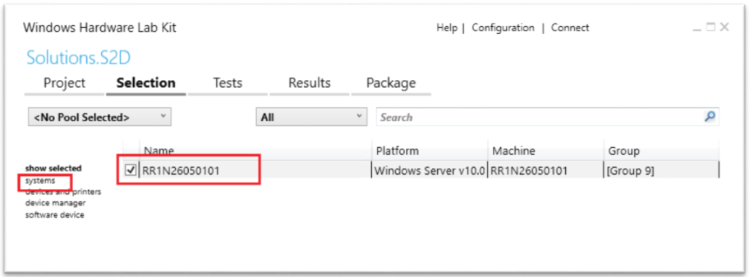 Windows Hardware Lab Kit
Help | Configuration | Connect
Solutions.S2D
Project Selection Tests Results Package
<No Pool Selected> All Search
Name Platform Machine Group
show selected
RR1N26050101 Windows Server v10.0 RR1N26050101 [Group 9]
systems
devices and printers
device manager
software device